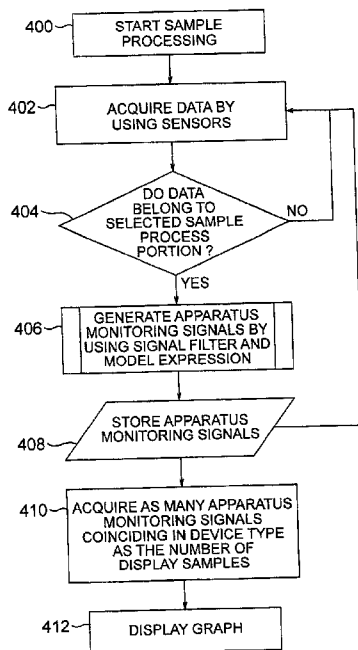 400
START SAMPLE
PROCESSING
402
ACQUIRE DATA BY
USING SENSORS
404
DO DATA
BELONG TO
SELECTED SAMPLE
PROCESS
PORTION ?
NO
YES
406
GENERATE APPARATUS
MONITORING SIGNALS BY
USING SIGNAL FILTER AND
MODEL EXPRESSION
408
STORE APPARATUS
MONITORING SIGNALS
410
ACQUIRE AS MANY APPARATUS
MONITORING SIGNALS
COINCIDING IN DEVICE TYPE
AS THE NUMBER OF
DISPLAY SAMPLES
412
DISPLAY GRAPH